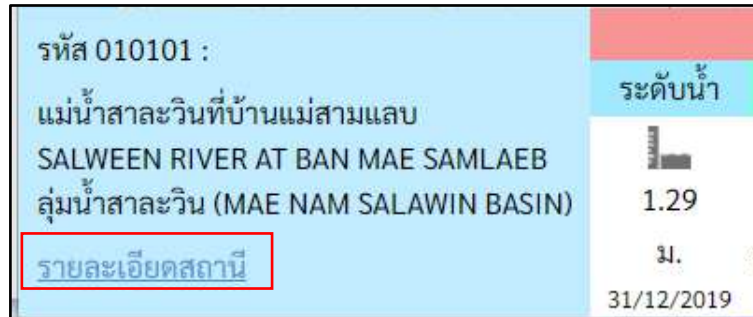 รหัส 010101 :
แม่น้ำสาละวินที่บ้านแม่สามแลบ
SALWEEN RIVER AT BAN MAE SAMLAEB
ลุ่มน้ำสาละวิน (MAE NAM SALAWIN BASIN)
รายละเอียดสถานี
ระดับน้ำ
1.29
ม.
31/12/2019